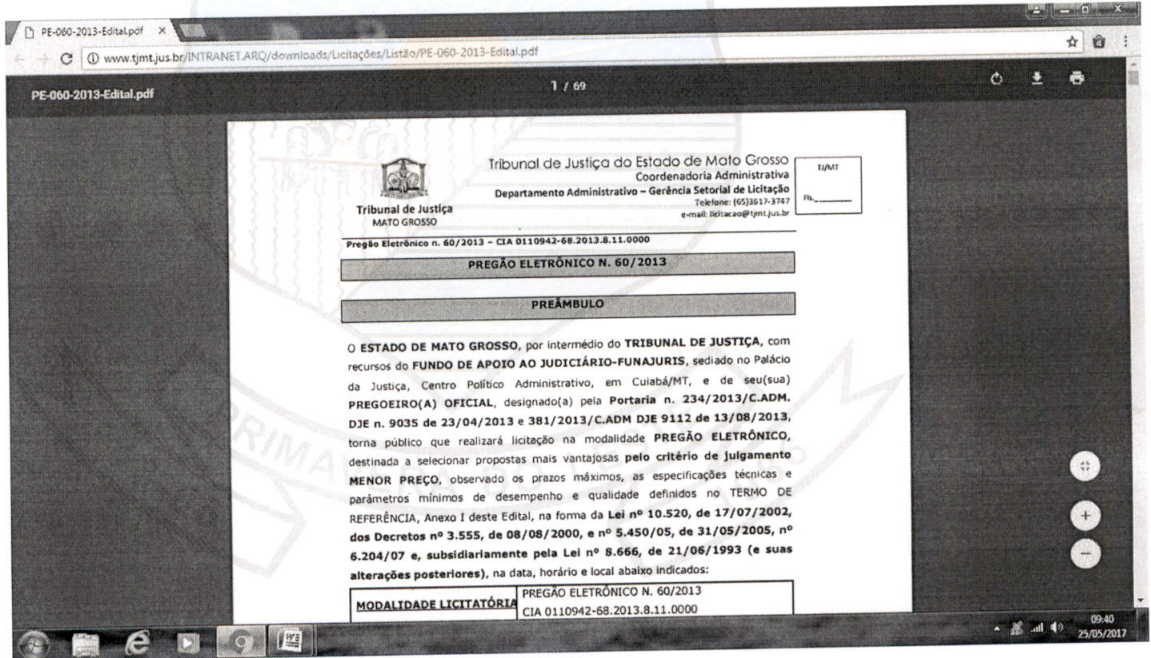 PE-060-2013-Edital.pdf
www.tjmt.jus.br/INTRANET.ARQ/downloads/Licitações/Listão/PE-060-2013-Edital.pdf
PE-060-2013-Edital.pdf
1 / 69
Tribunal de Justiça
MATO GROSSO
Tribunal de Justiça do Estado de Mato Grosso
Coordenadoria Administrativa
Departamento Administrativo – Gerência Setorial de Licitação
Telefone: (65)3617-3747
e-mail: licitacao@tjmt.jus.br
TJ/MT
Fls.______
Pregão Eletrônico n. 60/2013 – CIA 0110942-68.2013.8.11.0000
PREGÃO ELETRÔNICO N. 60/2013
PREÂMBULO
O ESTADO DE MATO GROSSO, por intermédio do TRIBUNAL DE JUSTIÇA, com
recursos do FUNDO DE APOIO AO JUDICIÁRIO-FUNAJURIS, sediado no Palácio
da Justiça, Centro Político Administrativo, em Cuiabá/MT, e de seu(sua)
PREGOEIRO(A) OFICIAL, designado(a) pela Portaria n. 234/2013/C.ADM.
DJE n. 9035 de 23/04/2013 e 381/2013/C.ADM DJE 9112 de 13/08/2013,
torna público que realizará licitação na modalidade PREGÃO ELETRÔNICO,
destinada a selecionar propostas mais vantajosas pelo critério de julgamento
MENOR PREÇO, observado os prazos máximos, as especificações técnicas e
parâmetros mínimos de desempenho e qualidade definidos no TERMO DE
REFERÊNCIA, Anexo I deste Edital, na forma da Lei nº 10.520, de 17/07/2002,
dos Decretos nº 3.555, de 08/08/2000, e nº 5.450/05, de 31/05/2005, nº
6.204/07 e, subsidiariamente pela Lei nº 8.666, de 21/06/1993 (e suas
alterações posteriores), na data, horário e local abaixo indicados:
MODALIDADE LICITATÓRIA
PREGÃO ELETRÔNICO N. 60/2013
CIA 0110942-68.2013.8.11.0000
09:40
25/05/2017